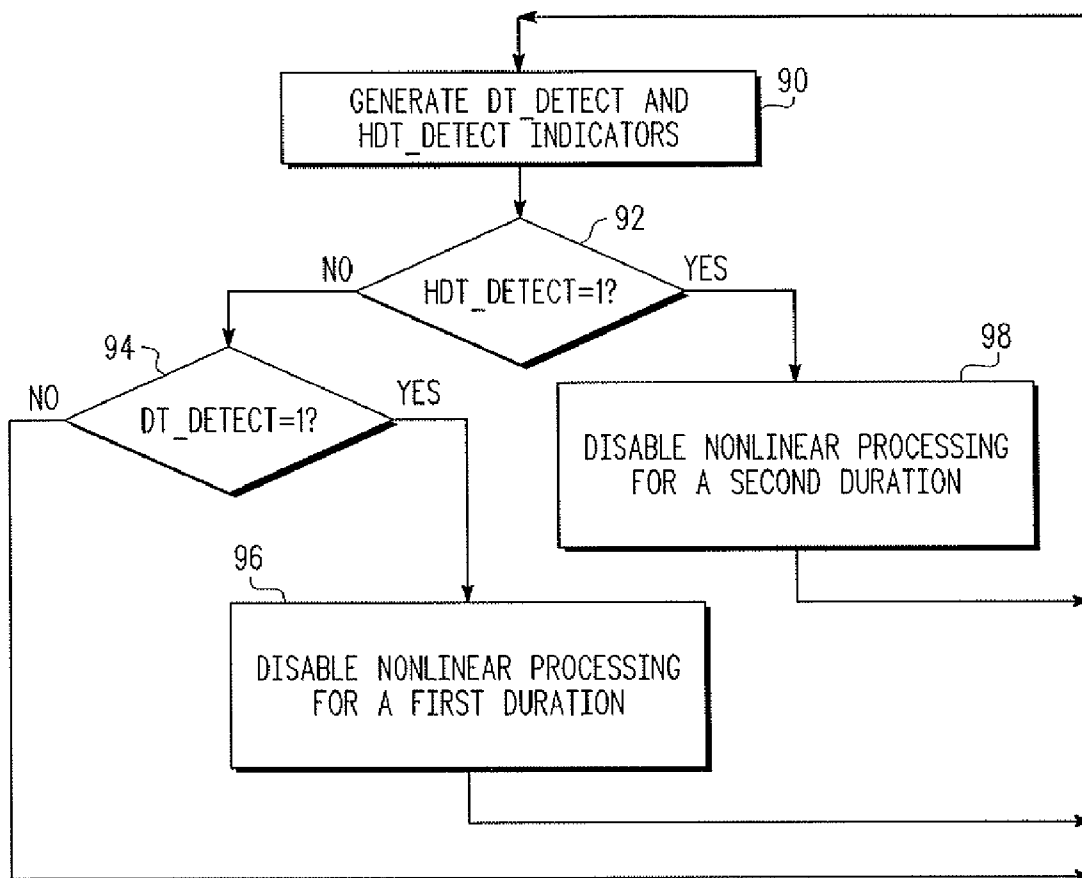 GENERATE DT_DETECT AND
HDT_DETECT INDICATORS
90
92
NO
HDT_DETECT=1?
YES
94
NO
DT_DETECT=1?
YES
98
DISABLE NONLINEAR PROCESSING
FOR A SECOND DURATION
96
DISABLE NONLINEAR PROCESSING
FOR A FIRST DURATION